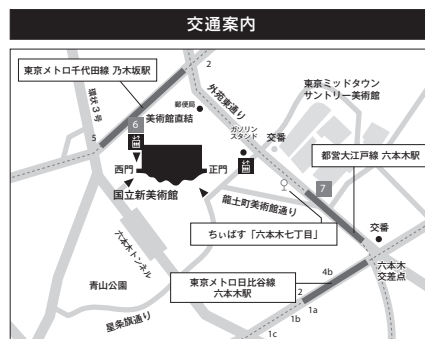 交通案内
東京メトロ千代田線 乃木坂駅
2
環状3号
外苑東通り
東京ミッドタウン
サントリー美術館
郵便局
6
美術館直結
ガソリン
スタンド
交番
5
都営大江戸線 六本木駅
西門
正門
7
国立新美術館
龍土町美術館通り
ちぃばす「六本木七丁目」
交番
六本木トンネル
六本木
交差点
青山公園
東京メトロ日比谷線
六本木駅
4b
2
1a
星条旗通り
1b
1c